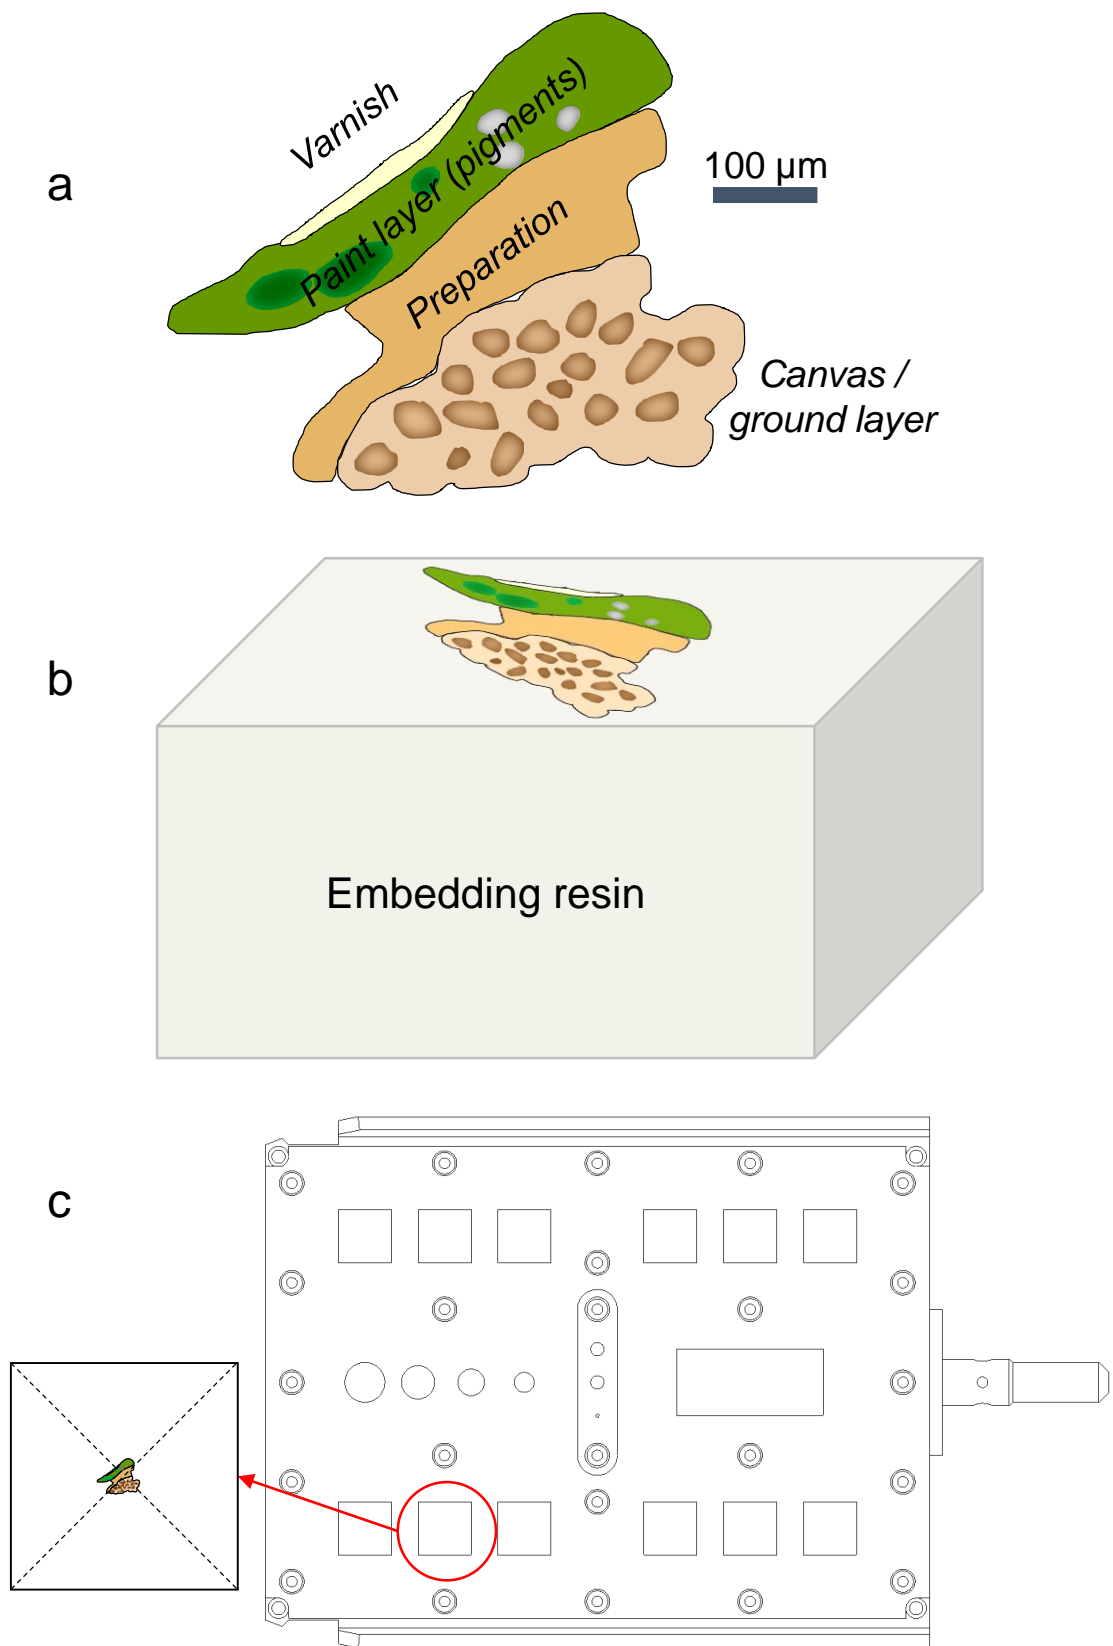 a
Varnish
Paint layer (pigments)
Preparation
100 µm
Canvas /
ground layer
b
Embedding resin
c